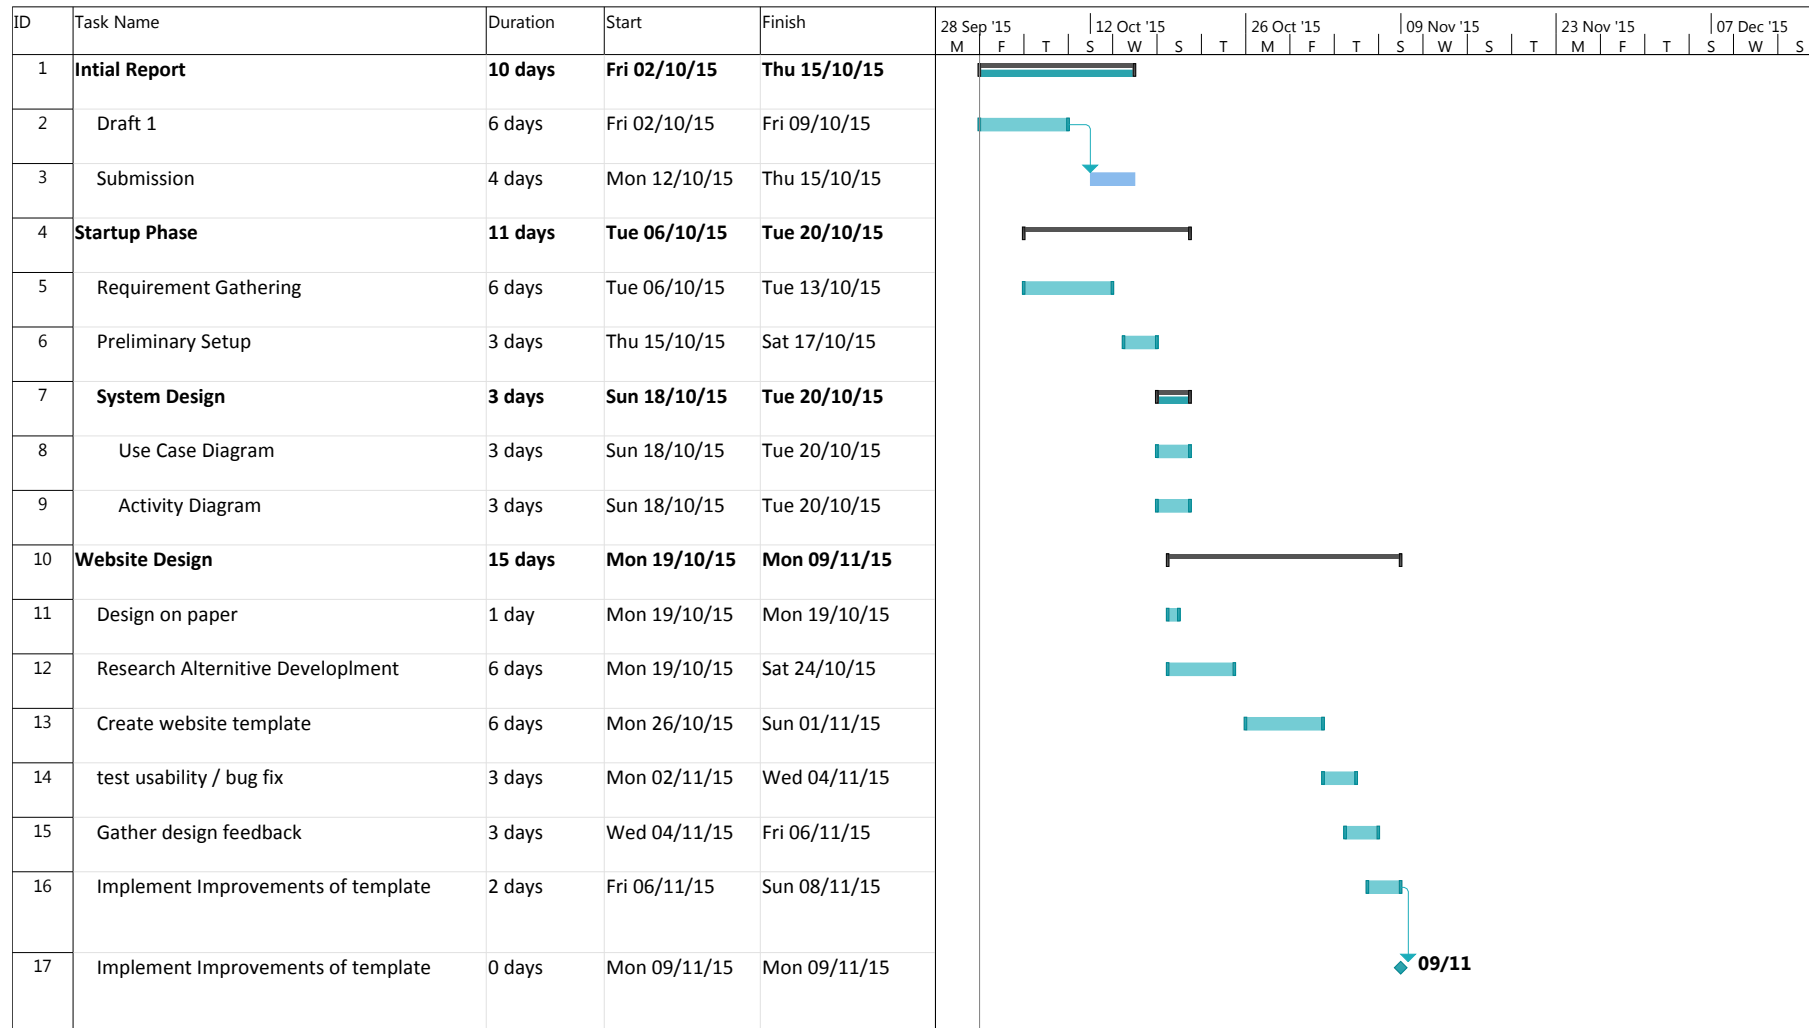 ID Task Name Duration Start Finish 28 Sep '15 12 Oct '15 26 Oct '15 09 Nov '15 23 Nov '15 07 Dec '15
M F T S W S T M F T S W S T M F T S W S
1 Intial Report 10 days Fri 02/10/15 Thu 15/10/15
2 Draft 1 6 days Fri 02/10/15 Fri 09/10/15
3 Submission 4 days Mon 12/10/15 Thu 15/10/15
4 Startup Phase 11 days Tue 06/10/15 Tue 20/10/15
5 Requirement Gathering 6 days Tue 06/10/15 Tue 13/10/15
6 Preliminary Setup 3 days Thu 15/10/15 Sat 17/10/15
7 System Design 3 days Sun 18/10/15 Tue 20/10/15
8 Use Case Diagram 3 days Sun 18/10/15 Tue 20/10/15
9 Activity Diagram 3 days Sun 18/10/15 Tue 20/10/15
10 Website Design 15 days Mon 19/10/15 Mon 09/11/15
11 Design on paper 1 day Mon 19/10/15 Mon 19/10/15
12 Research Alternitive Developlment 6 days Mon 19/10/15 Sat 24/10/15
13 Create website template 6 days Mon 26/10/15 Sun 01/11/15
14 test usability / bug fix 3 days Mon 02/11/15 Wed 04/11/15
15 Gather design feedback 3 days Wed 04/11/15 Fri 06/11/15
16 Implement Improvements of template 2 days Fri 06/11/15 Sun 08/11/15
17 Implement Improvements of template 0 days Mon 09/11/15 Mon 09/11/15 09/11